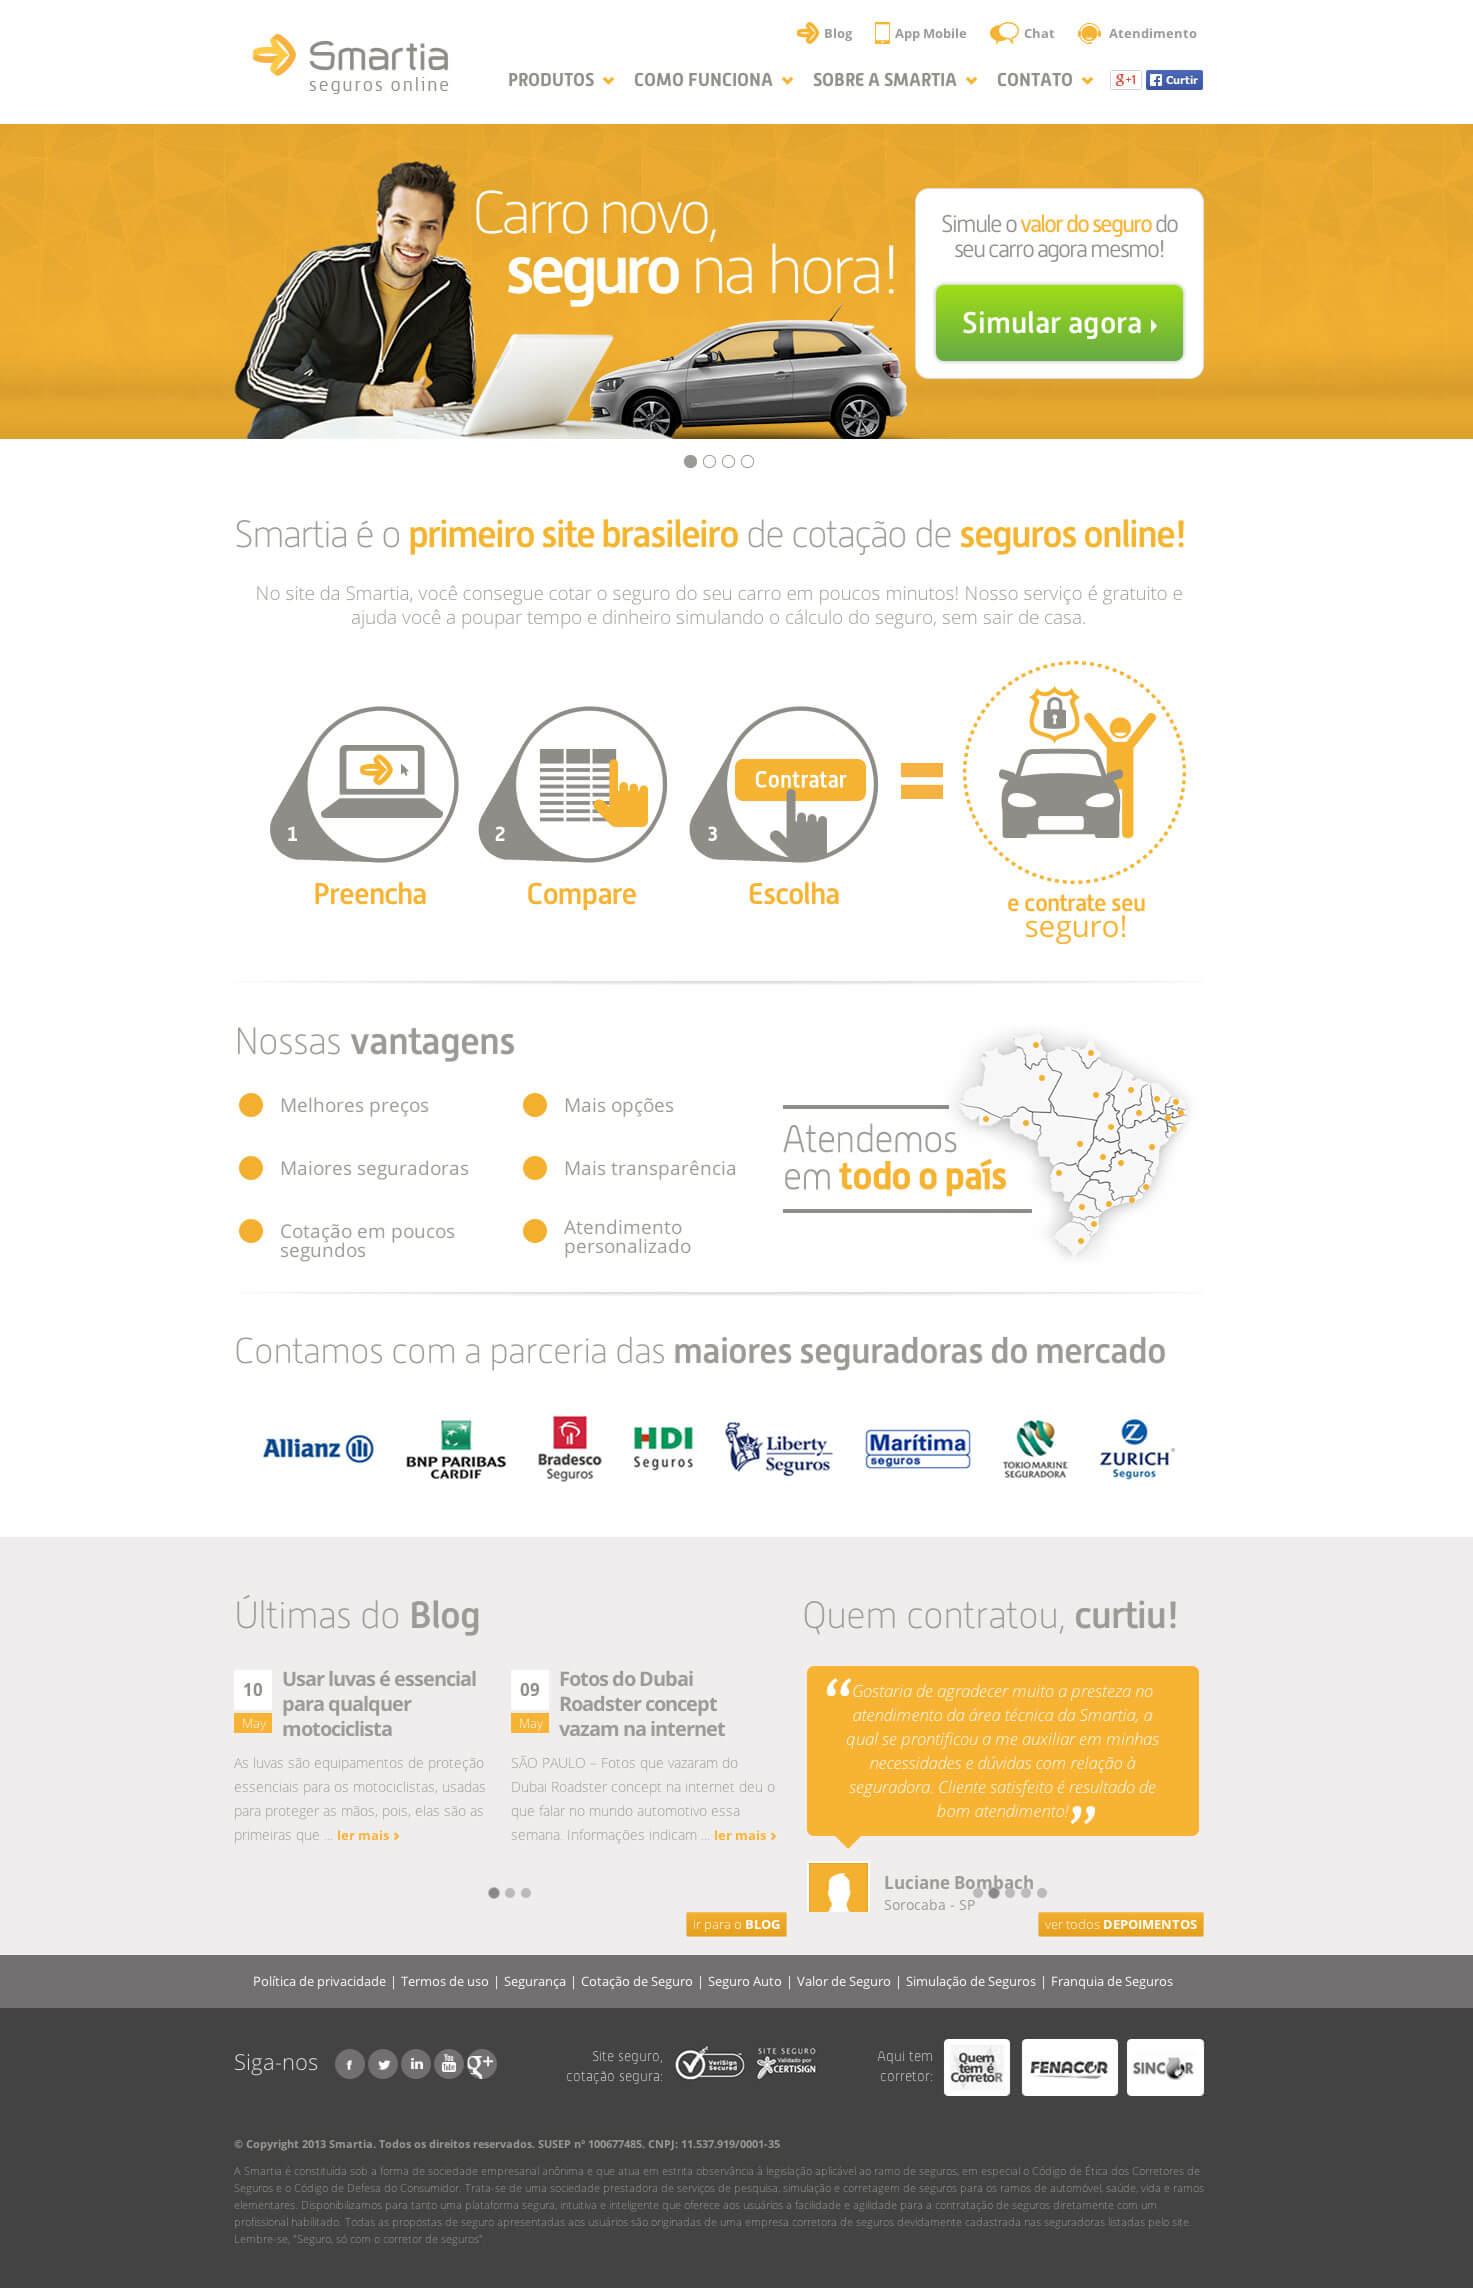 Smartia
seguros online
Blog
App Mobile
Chat
Atendimento
PRODUTOS
COMO FUNCIONA
SOBRE A SMARTIA
CONTATO
g+1
Curtir
Carro novo,
seguro na hora!
Simule o valor do seguro do
seu carro agora mesmo!
Simular agora
Smartia é o primeiro site brasileiro de cotação de seguros online!
No site da Smartia, você consegue cotar o seguro do seu carro em poucos minutos! Nosso serviço é gratuito e
ajuda você a poupar tempo e dinheiro simulando o cálculo do seguro, sem sair de casa.
1
2
3
Contratar
Preencha
Compare
Escolha
e contrate seu
seguro!
Nossas vantagens
Melhores preços
Mais opções
Maiores seguradoras
Mais transparência
Cotação em poucos
segundos
Atendimento
personalizado
Atendemos
em todo o país
Contamos com a parceria das maiores seguradoras do mercado
Allianz
BNP PARIBAS
CARDIF
Bradesco
Seguros
HDI
Seguros
Liberty
Seguros
Marítima
seguros
TOKIO MARINE
SEGURADORA
ZURICH
Seguros
Últimas do Blog
10
May
Usar luvas é essencial
para qualquer
motociclista
As luvas são equipamentos de proteção
essenciais para os motociclistas, usadas
para proteger as mãos, pois, elas são as
primeiras que ... ler mais
09
May
Fotos do Dubai
Roadster concept
vazam na internet
SÃO PAULO – Fotos que vazaram do
Dubai Roadster concept na internet deu o
que falar no mundo automotivo essa
semana. Informações indicam ... ler mais
ir para o BLOG
Quem contratou, curtiu!
“Gostaria de agradecer muito a presteza no
atendimento da área técnica da Smartia, a
qual se prontificou a me auxiliar em minhas
necessidades e dúvidas com relação à
seguradora. Cliente satisfeito é resultado de
bom atendimento!”
Luciane Bombach
Sorocaba - SP
ver todos DEPOIMENTOS
Política de privacidade | Termos de uso | Segurança | Cotação de Seguro | Seguro Auto | Valor de Seguro | Simulação de Seguros | Franquia de Seguros
Siga-nos
f
in
You
Tube
g+
Site seguro,
cotação segura:
VeriSign
Secured
SITE SEGURO
Validado por
CERTISIGN
Aqui tem
corretor:
Quem
tem é
CorretoR
FENACOR
SINCOR
© Copyright 2013 Smartia. Todos os direitos reservados. SUSEP nº 100677485. CNPJ: 11.537.919/0001-35
A Smartia é constituída sob a forma de sociedade empresarial anônima e que atua em estrita observância à legislação aplicável ao ramo de seguros, em especial o Código de Ética dos Corretores de
Seguros e o Código de Defesa do Consumidor. Trata-se de uma sociedade prestadora de serviços de pesquisa, simulação e corretagem de seguros para os ramos de automóvel, saúde, vida e ramos
elementares. Disponibilizamos para tanto uma plataforma segura, intuitiva e inteligente que oferece aos usuários a facilidade e agilidade para a contratação de seguros diretamente com um
profissional habilitado. Todas as propostas de seguro apresentadas aos usuários são originadas de uma empresa corretora de seguros devidamente cadastrada nas seguradoras listadas pelo site.
Lembre-se, "Seguro, só com o corretor de seguros".